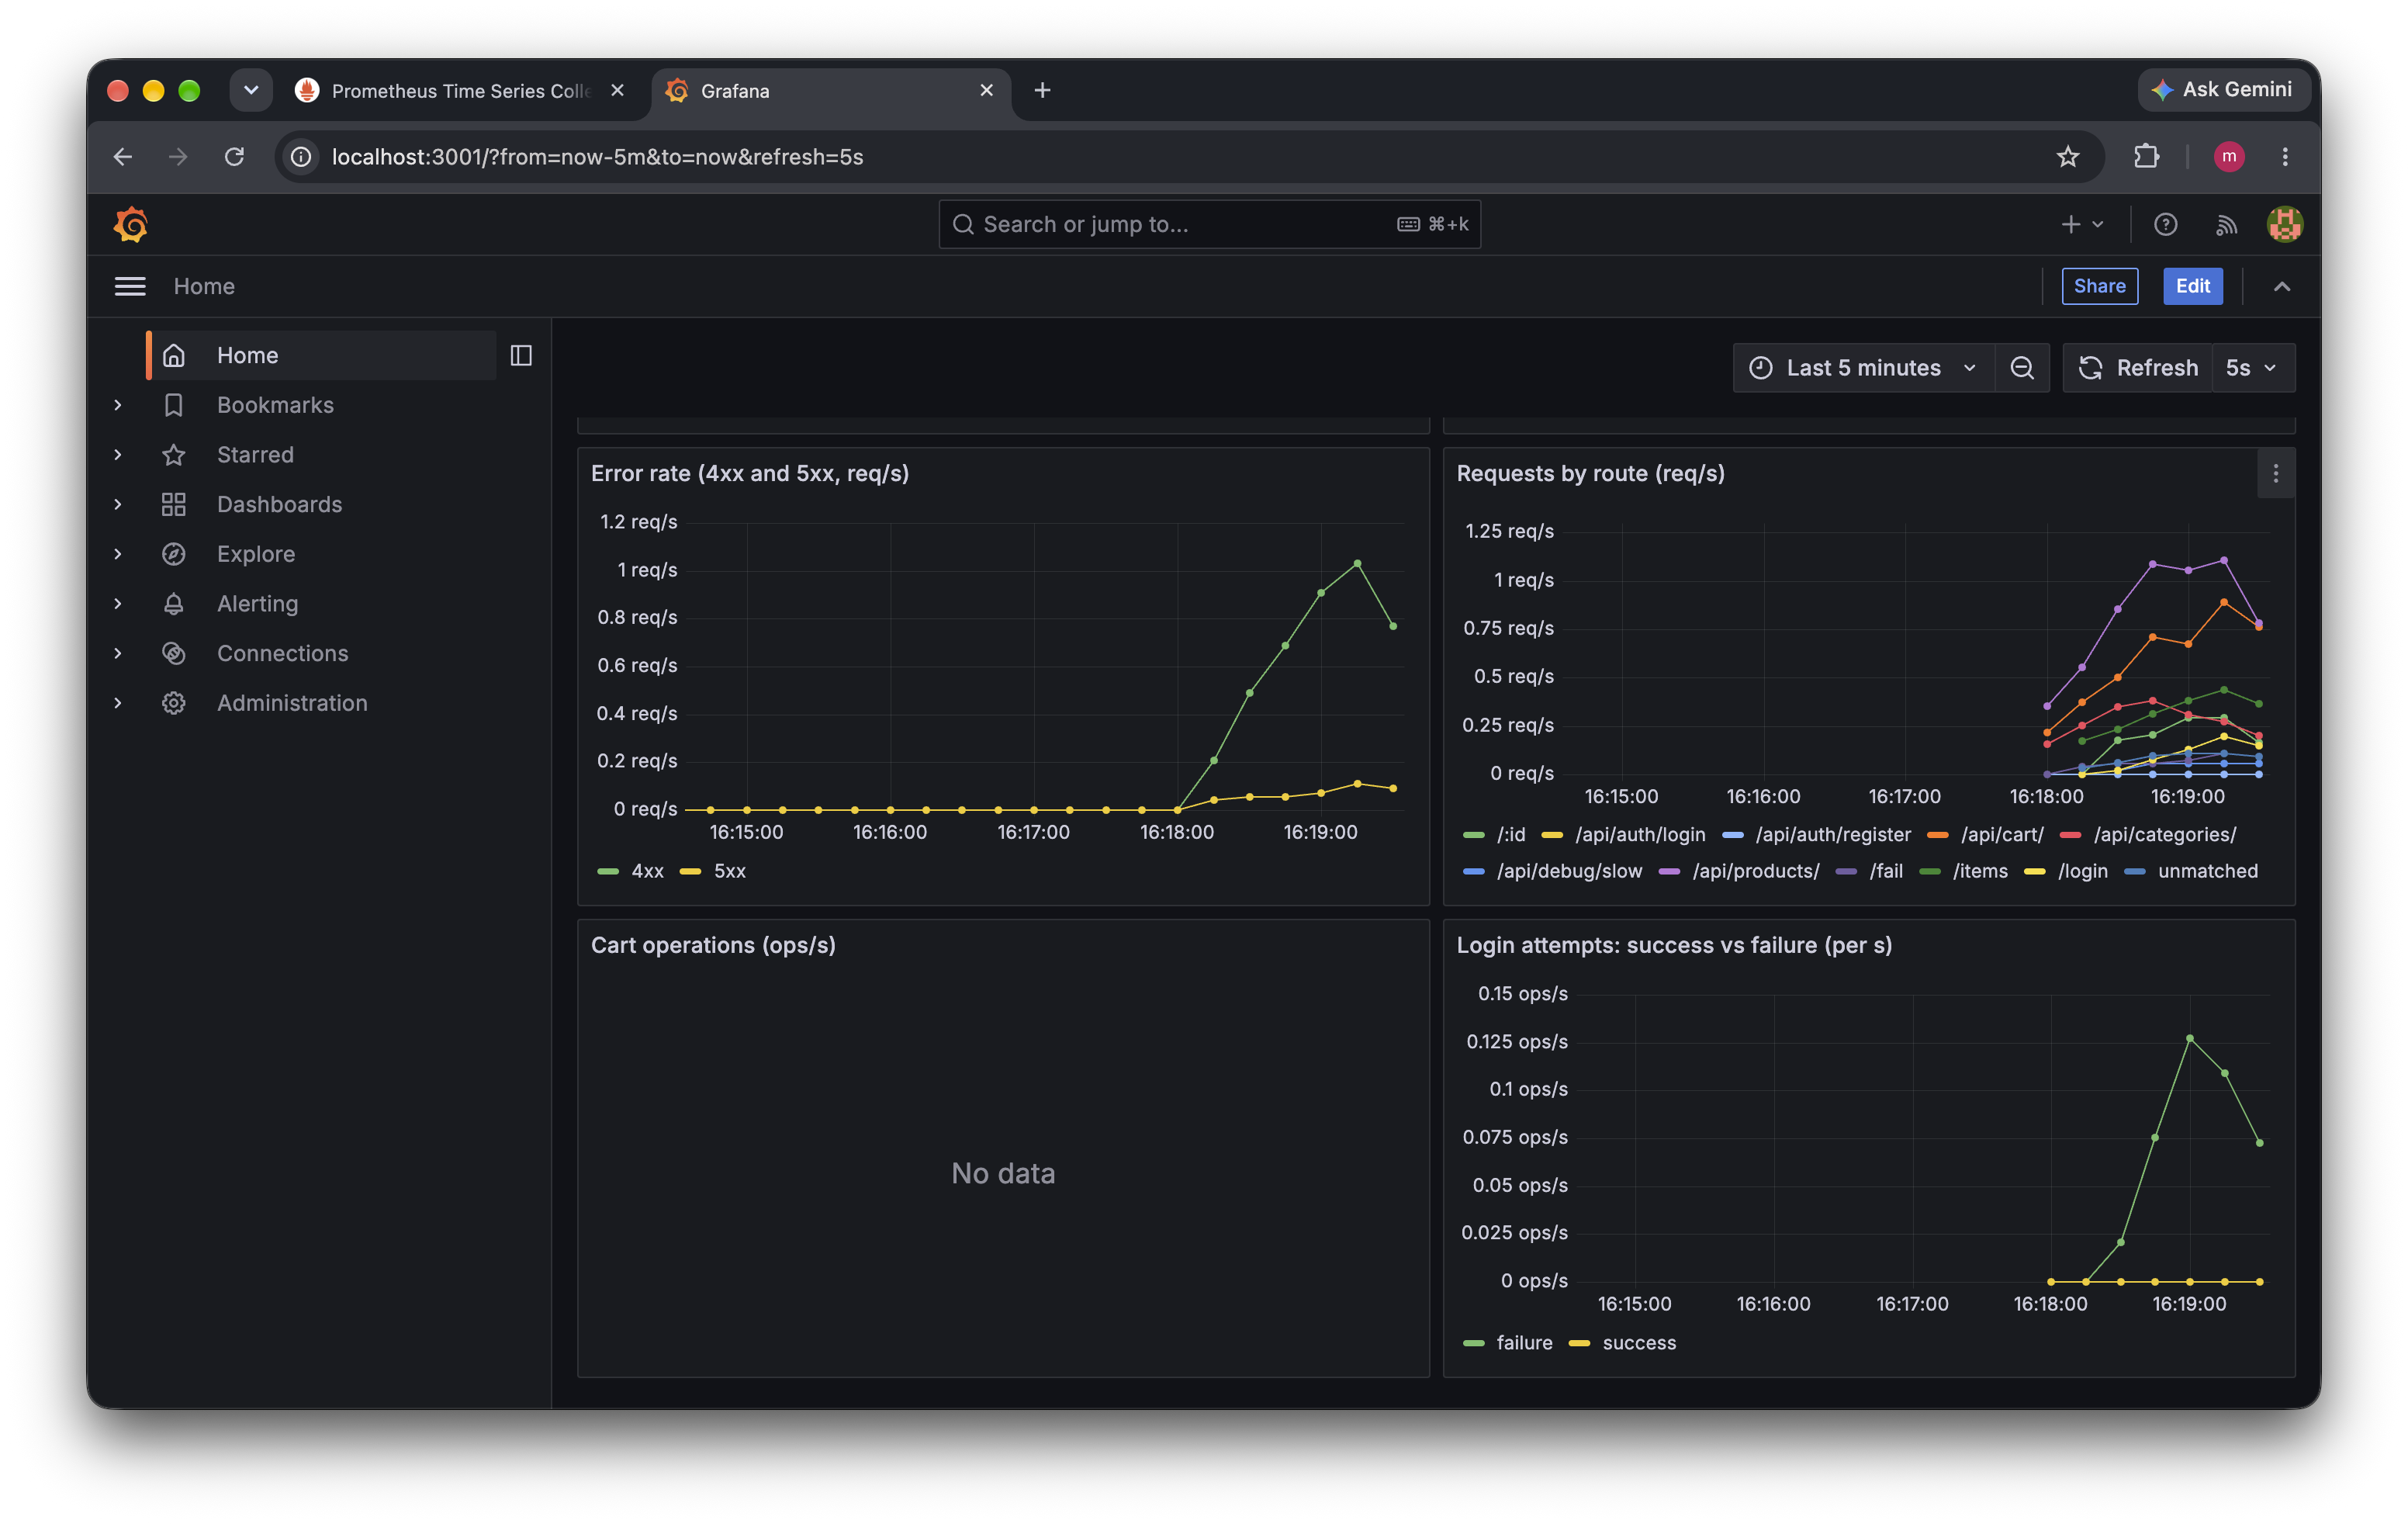 Prometheus Time Series Colle
Grafana
Ask Gemini
localhost:3001/?from=now-5m&to=now&refresh=5s
m
Search or jump to...
⌘+k
Home
Share
Edit
Home
Bookmarks
Starred
Dashboards
Explore
Alerting
Connections
Administration
Last 5 minutes
Refresh
5s
Error rate (4xx and 5xx, req/s)
1.2 req/s
1 req/s
0.8 req/s
0.6 req/s
0.4 req/s
0.2 req/s
0 req/s
16:15:00 16:16:00 16:17:00 16:18:00 16:19:00
4xx 5xx
Requests by route (req/s)
1.25 req/s
1 req/s
0.75 req/s
0.5 req/s
0.25 req/s
0 req/s
16:15:00 16:16:00 16:17:00 16:18:00 16:19:00
/:id /api/auth/login /api/auth/register /api/cart/ /api/categories/
/api/debug/slow /api/products/ /fail /items /login unmatched
Cart operations (ops/s)
No data
Login attempts: success vs failure (per s)
0.15 ops/s
0.125 ops/s
0.1 ops/s
0.075 ops/s
0.05 ops/s
0.025 ops/s
0 ops/s
16:15:00 16:16:00 16:17:00 16:18:00 16:19:00
failure success